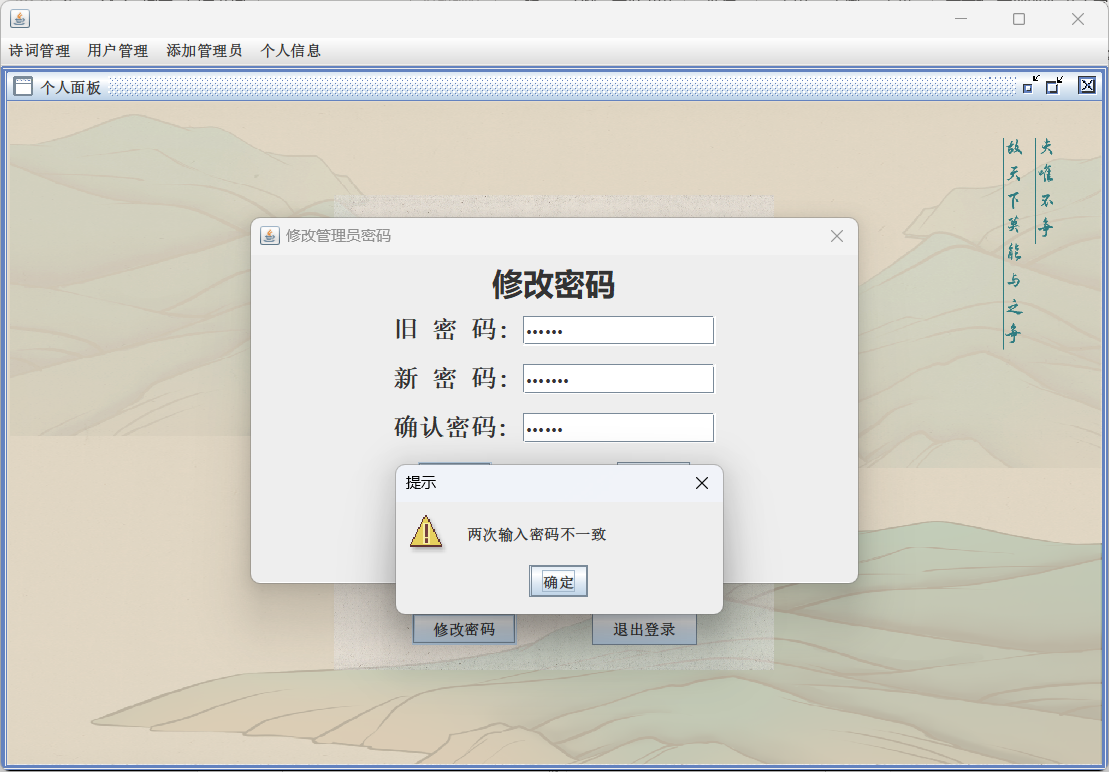 诗词管理 用户管理 添加管理员 个人信息
个人面板
夫唯不争
故天下莫能与之争
修改管理员密码
修改密码
旧 密 码：
新 密 码：
确认密码：
提示
两次输入密码不一致
确定
修改密码 退出登录